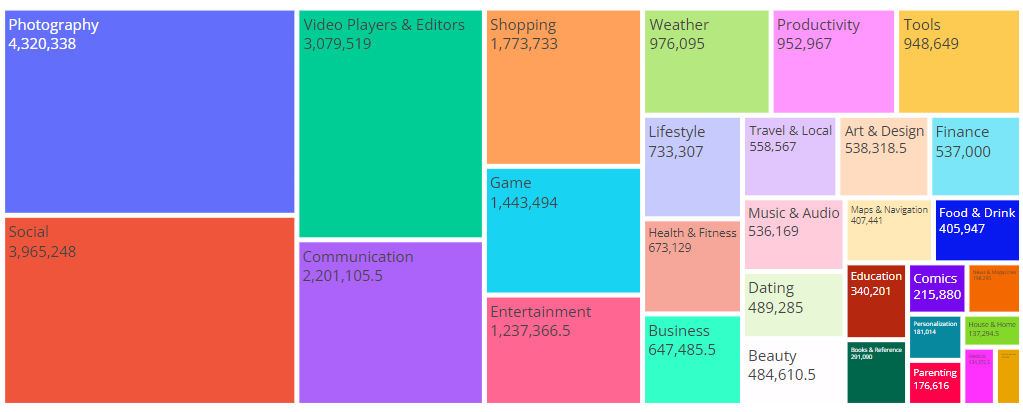 Photography
4,320,338
Social
3,965,248
Video Players & Editors
3,079,519
Communication
2,201,105.5
Shopping
1,773,733
Game
1,443,494
Entertainment
1,237,366.5
Weather
976,095
Productivity
952,967
Tools
948,649
Lifestyle
733,307
Health & Fitness
673,129
Business
647,485.5
Travel & Local
558,567
Art & Design
538,318.5
Finance
537,000
Music & Audio
536,169
Dating
489,285
Beauty
484,610.5
Maps & Navigation
407,441
Food & Drink
405,947
Education
340,201
Books & Reference
291,090
Comics
215,880
News & Magazines
Personalization
181,014
Parenting
176,616
House & Home
137,294.5